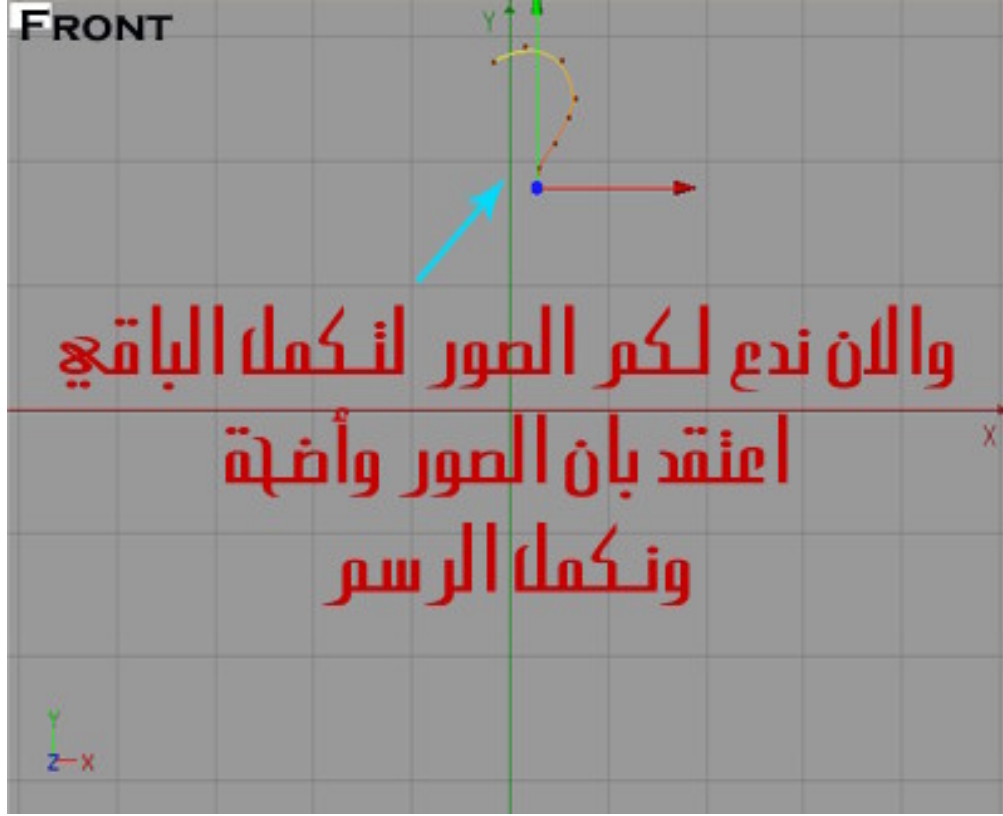 FRONT
Y
والان ندع لكم الصور لتكمل الباقي
X
اعتقد بان الصور وأضحة
ونكمل الرسم
Y
Z X